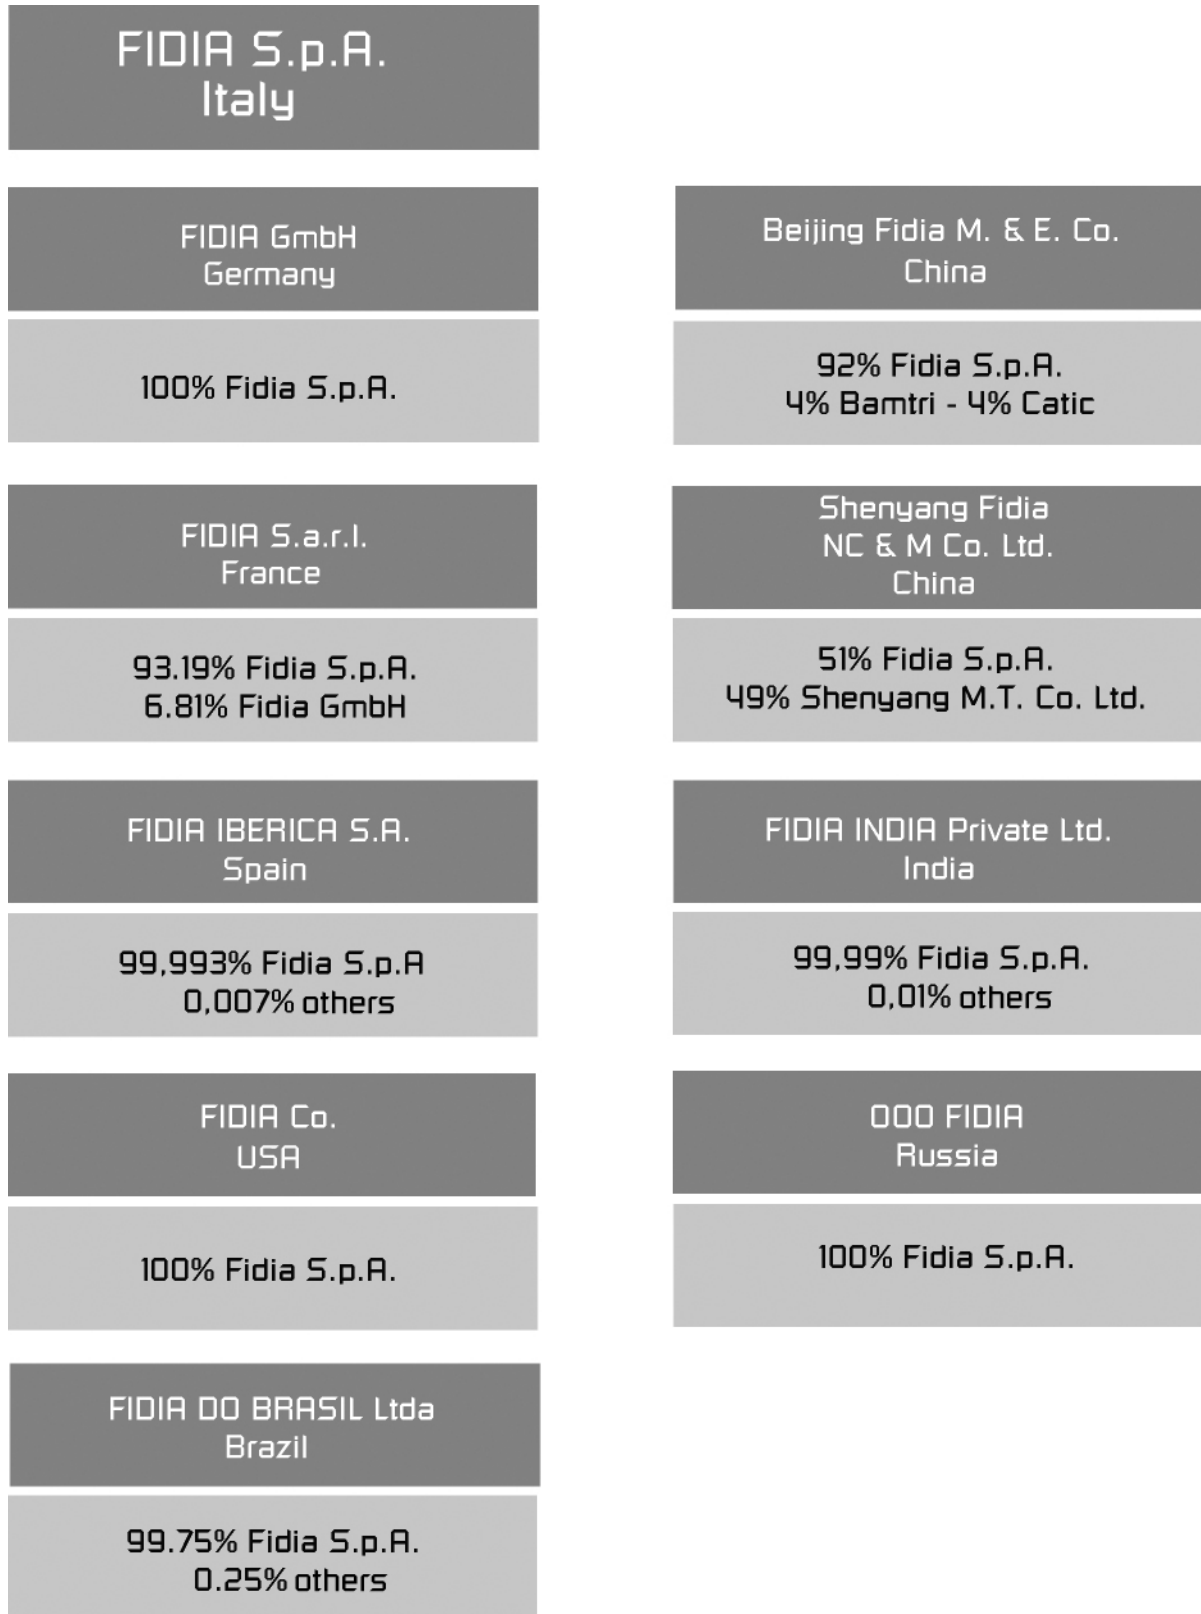 FIDIA S.p.A.
Italy
FIDIA GmbH
Germany
100% Fidia S.p.A.
FIDIA S.a.r.l.
France
93.19% Fidia S.p.A.
6.81% Fidia GmbH
FIDIA IBERICA S.A.
Spain
99,993% Fidia S.p.A
0,007% others
FIDIA Co.
USA
100% Fidia S.p.A.
FIDIA DO BRASIL Ltda
Brazil
99.75% Fidia S.p.A.
0.25% others
Beijing Fidia M. & E. Co.
China
92% Fidia S.p.A.
4% Bamtri - 4% Catic
Shenyang Fidia
NC & M Co. Ltd.
China
51% Fidia S.p.A.
49% Shenyang M.T. Co. Ltd.
FIDIA INDIA Private Ltd.
India
99,99% Fidia S.p.A.
0,01% others
OOO FIDIA
Russia
100% Fidia S.p.A.